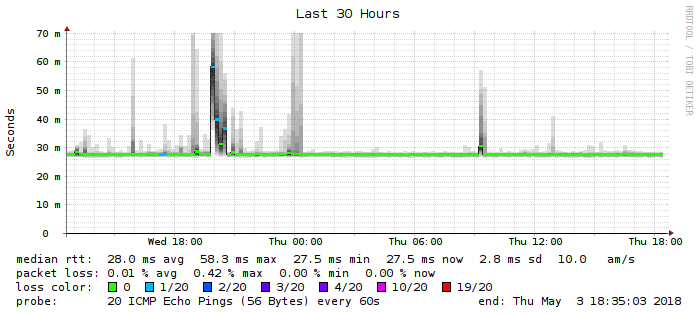 Last 30 Hours
RRDTOOL / TOBI OETIKER
Seconds
70 m
60 m
50 m
40 m
30 m
20 m
10 m
0
Wed 18:00 Thu 00:00 Thu 06:00 Thu 12:00 Thu 18:00
median rtt: 28.0 ms avg 58.3 ms max 27.5 ms min 27.5 ms now 2.8 ms sd 10.0 am/s
packet loss: 0.01 % avg 0.42 % max 0.00 % min 0.00 % now
loss color: 0 1/20 2/20 3/20 4/20 10/20 19/20
probe: 20 ICMP Echo Pings (56 Bytes) every 60s end: Thu May 3 18:35:03 2018